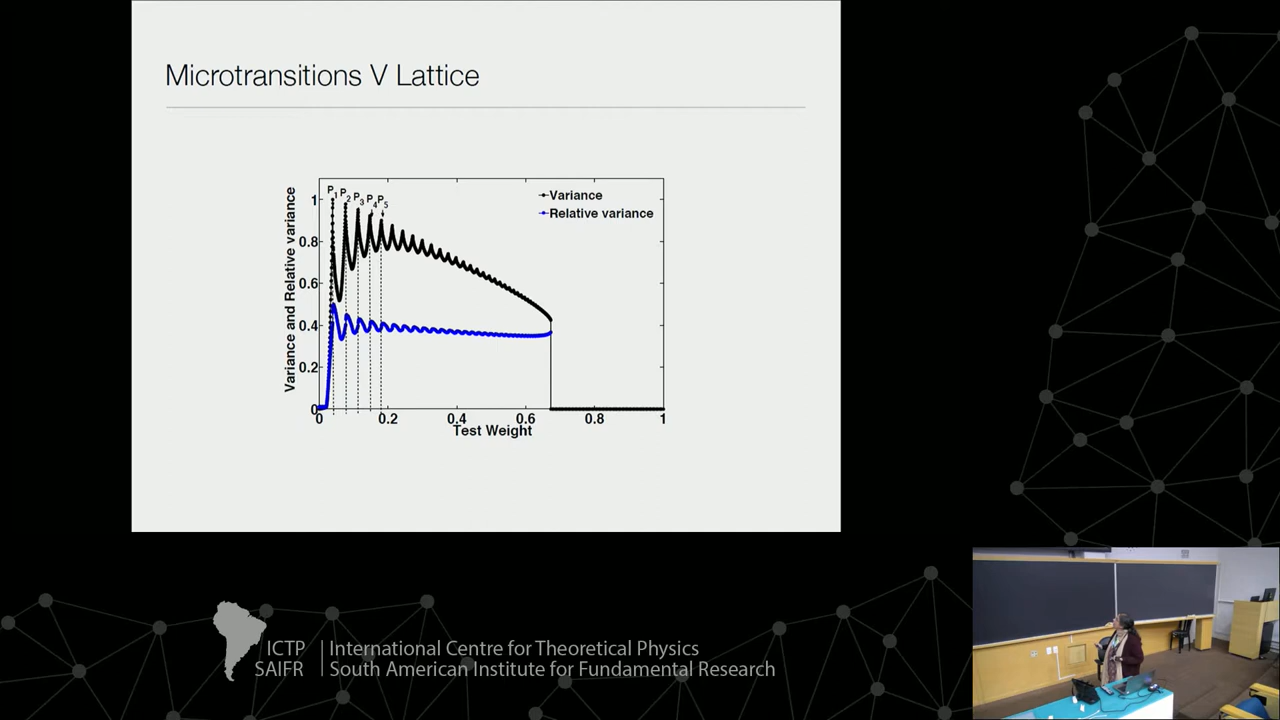 Microtransitions V Lattice
P1 P2 P3 P4 P5
Variance
Relative variance
Variance and Relative variance
1
0.8
0.6
0.4
0.2
0
0 0.2 0.4 0.6 0.8 1
Test Weight
ICTP
SAIFR
International Centre for Theoretical Physics
South American Institute for Fundamental Research